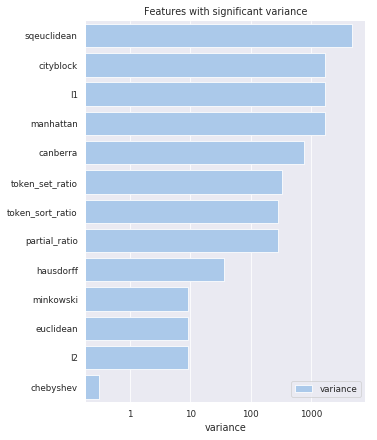 Features with significant variance
sqeuclidean
cityblock
l1
manhattan
canberra
token_set_ratio
token_sort_ratio
partial_ratio
hausdorff
minkowski
euclidean
l2
chebyshev
variance
1
10
100
1000
variance